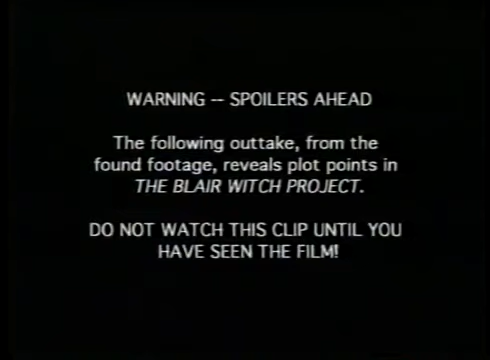 WARNING -- SPOILERS AHEAD
The following outtake, from the
found footage, reveals plot points in
THE BLAIR WITCH PROJECT.
DO NOT WATCH THIS CLIP UNTIL YOU
HAVE SEEN THE FILM!